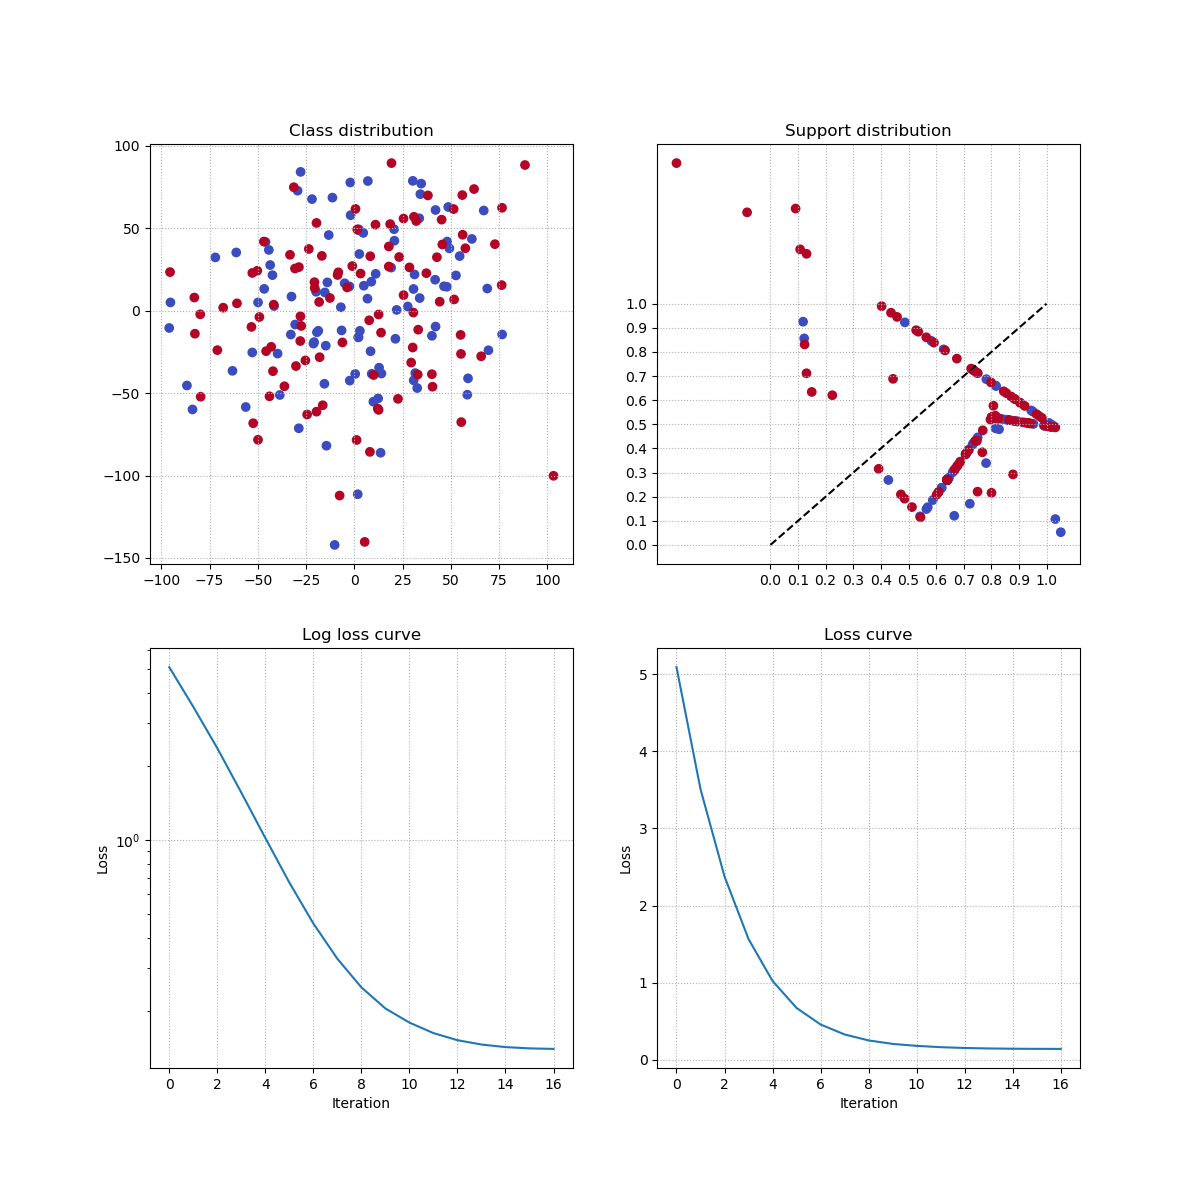 Class distribution
100
50
0
−50
−100
−150
−100 −75 −50 −25 0 25 50 75 100
Support distribution
1.0
0.9
0.8
0.7
0.6
0.5
0.4
0.3
0.2
0.1
0.0
0.0 0.1 0.2 0.3 0.4 0.5 0.6 0.7 0.8 0.9 1.0
Log loss curve
Loss
10⁰
0 2 4 6 8 10 12 14 16
Iteration
Loss curve
Loss
5
4
3
2
1
0
0 2 4 6 8 10 12 14 16
Iteration